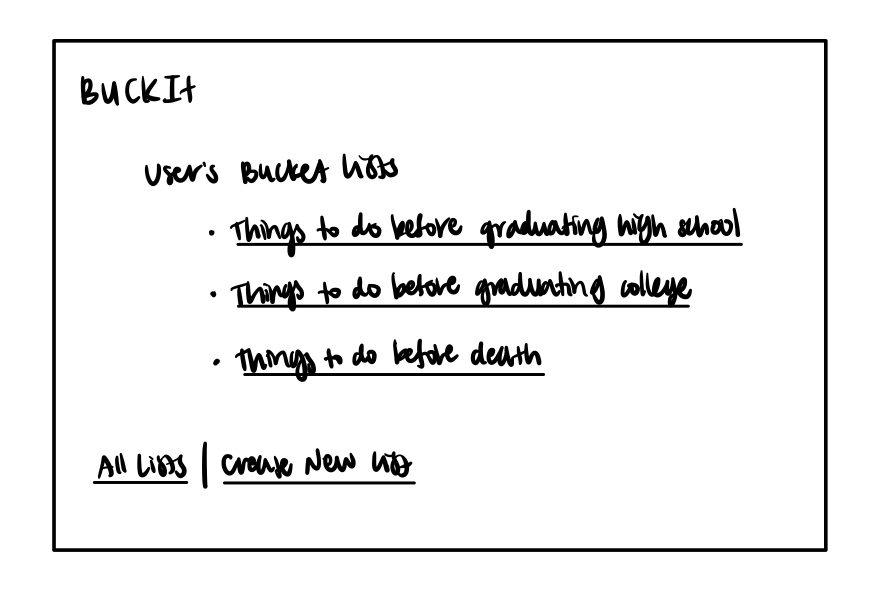 BUCKIt
User's Bucket Lists
• Things to do before graduating high school
• Things to do before graduating college
• Things to do before death
All Lists | Create New List